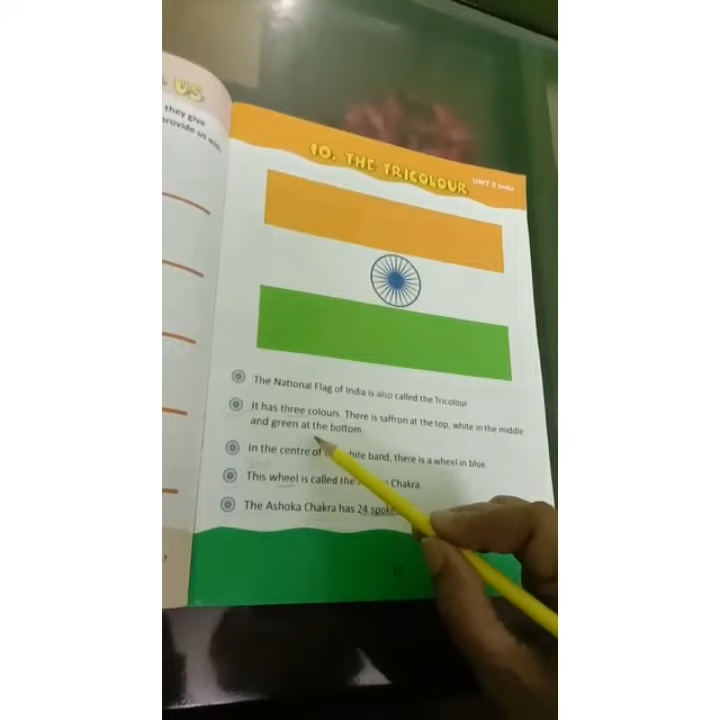 US
they give
provide us with
10. THE TRICOLOUR
UNIT 2 India
The National Flag of India is also called the Tricolour
It has three colours. There is saffron at the top, white in the middle
and green at the bottom.
In the centre of band, there is a wheel in blue
This wheel is called the Chakra
The Ashoka Chakra has 24